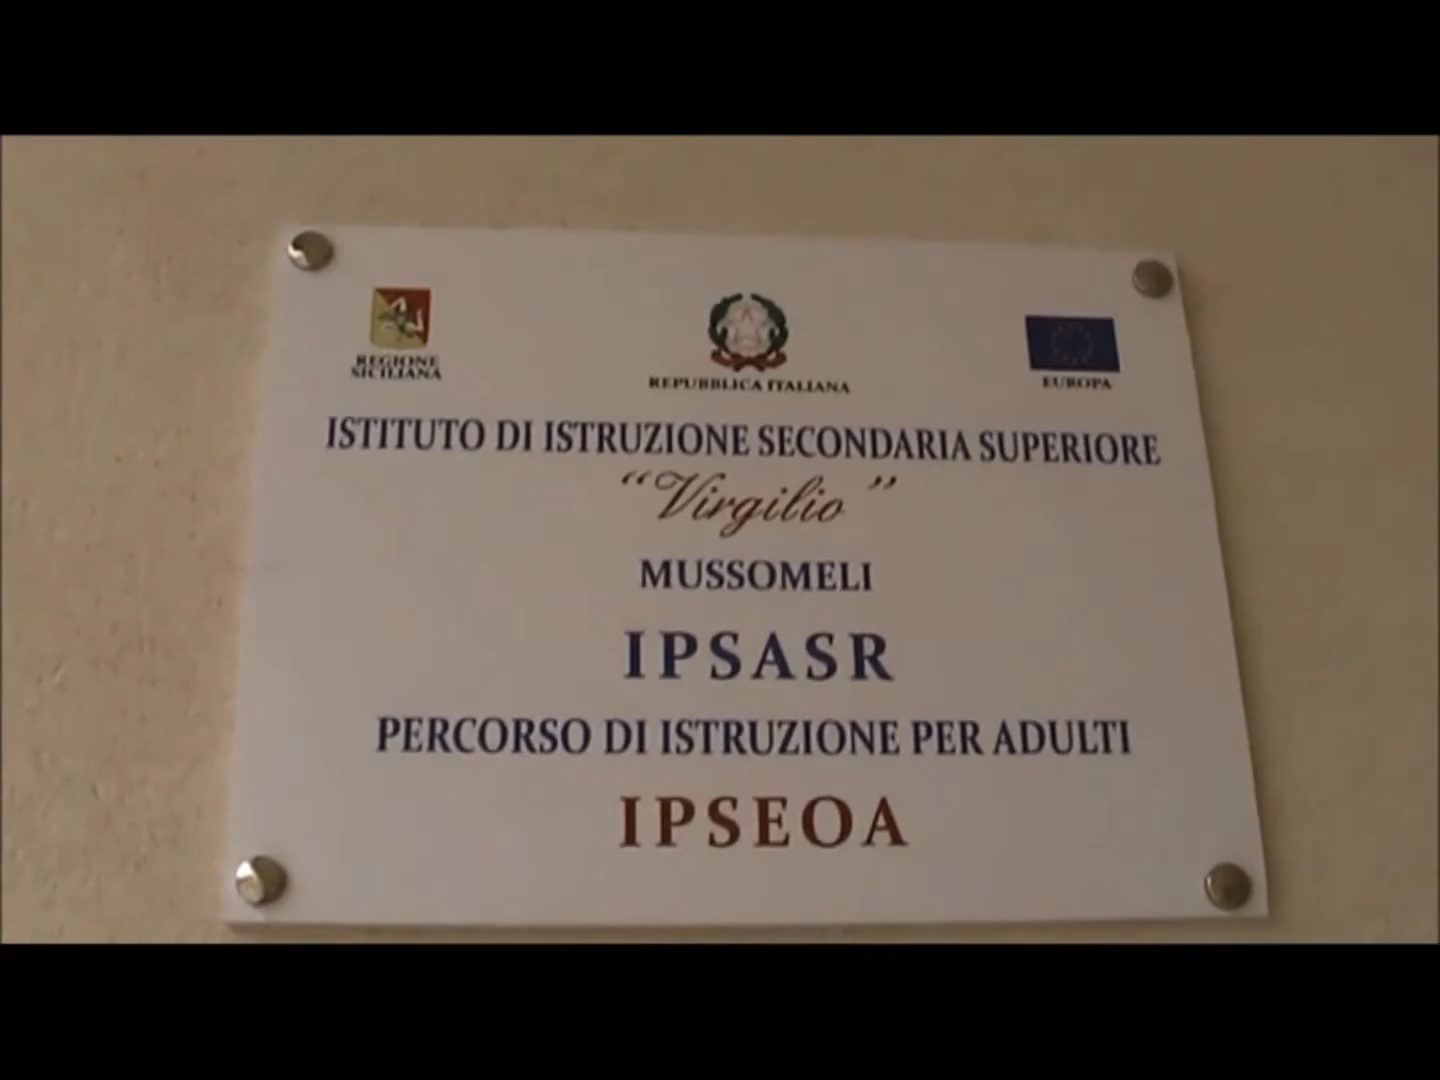 REGIONE
SICILIANA
REPUBBLICA ITALIANA
EUROPA
ISTITUTO DI ISTRUZIONE SECONDARIA SUPERIORE
“Virgilio”
MUSSOMELI
IPSASR
PERCORSO DI ISTRUZIONE PER ADULTI
IPSEOA